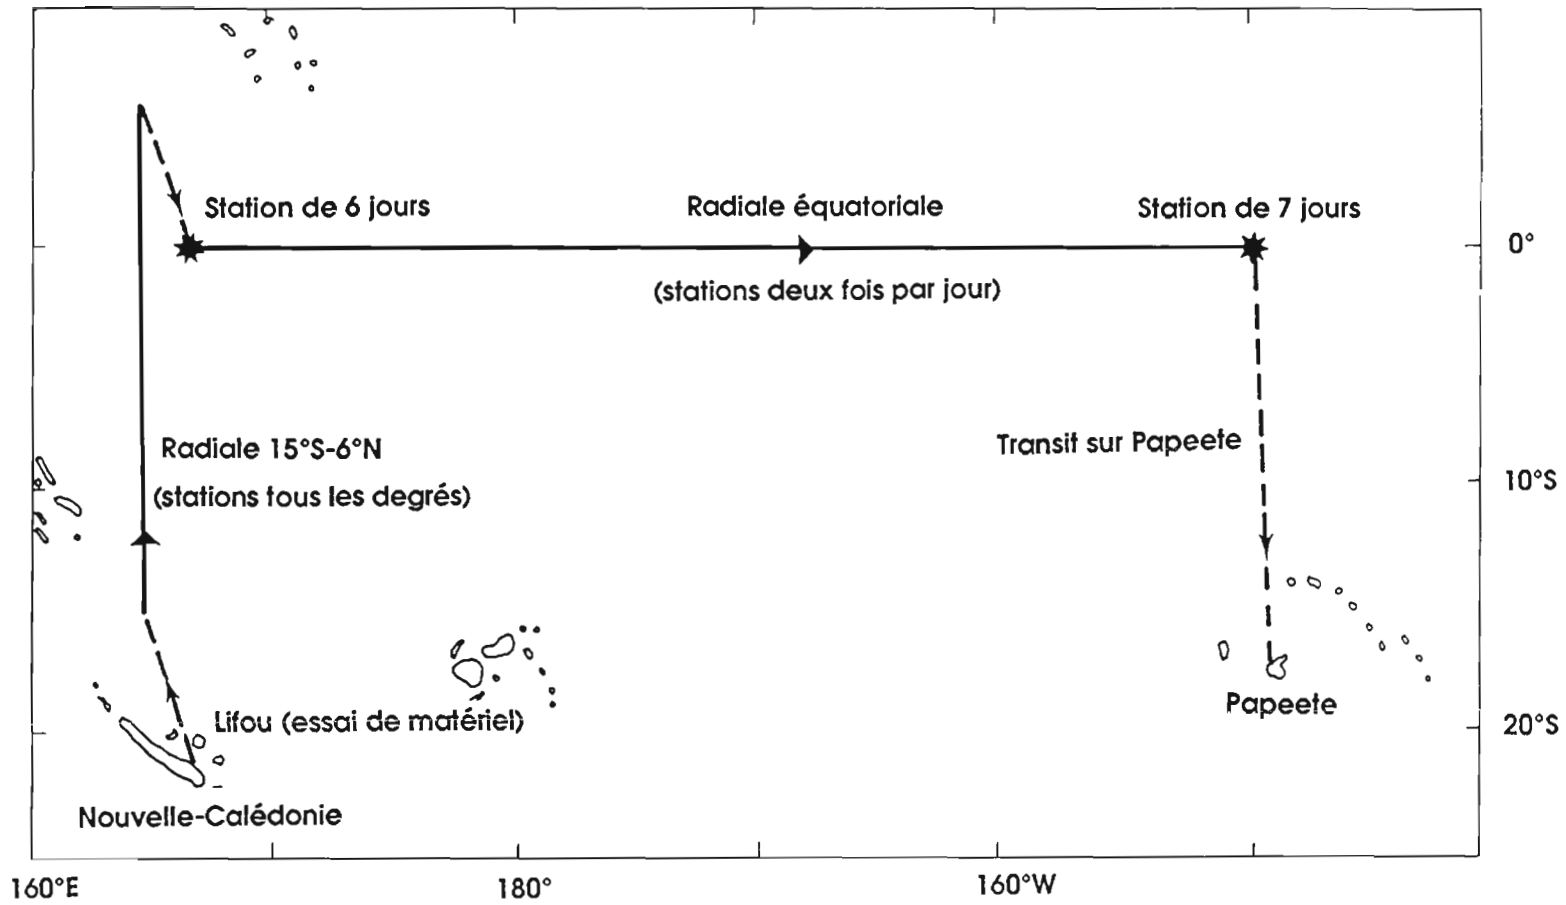 Station de 6 jours
Radiale équatoriale
Station de 7 jours
0°
(stations deux fois par jour)
Radiale 15°S-6°N
Transit sur Papeete
(stations tous les degrés)
10°S
Lifou (essai de matériel)
Papeete
20°S
Nouvelle-Calédonie
160°E
180°
160°W